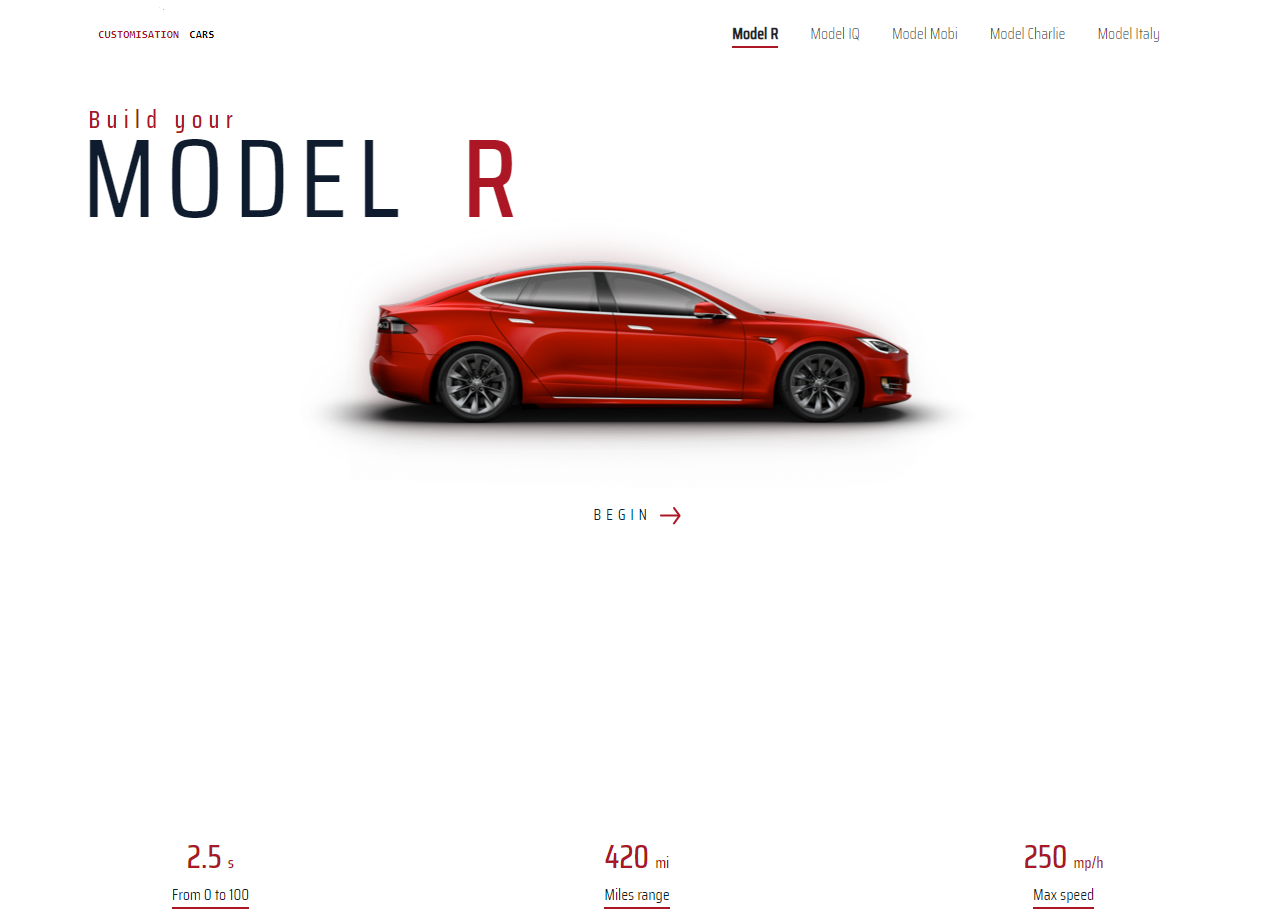 CUSTOMISATION CARS
Model R Model IQ Model Mobi Model Charlie Model Italy
Build your
MODEL R
BEGIN
2.5 s 420 mi 250 mp/h
From 0 to 100 Miles range Max speed